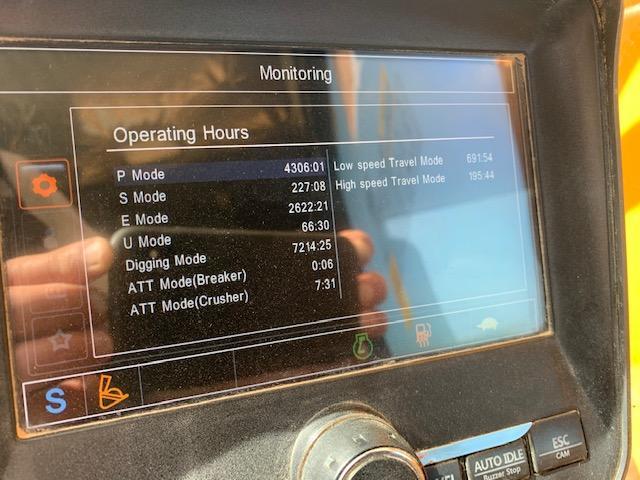 Monitoring
Operating Hours
P Mode 4306:01
S Mode 227:08
E Mode 2622:21
U Mode 66:30
Digging Mode 7214:25
ATT Mode(Breaker) 0:06
ATT Mode(Crusher) 7:31
Low speed Travel Mode 691:54
High speed Travel Mode 195:44
S
AUTO IDLE
Buzzer Stop
ESC
CAM